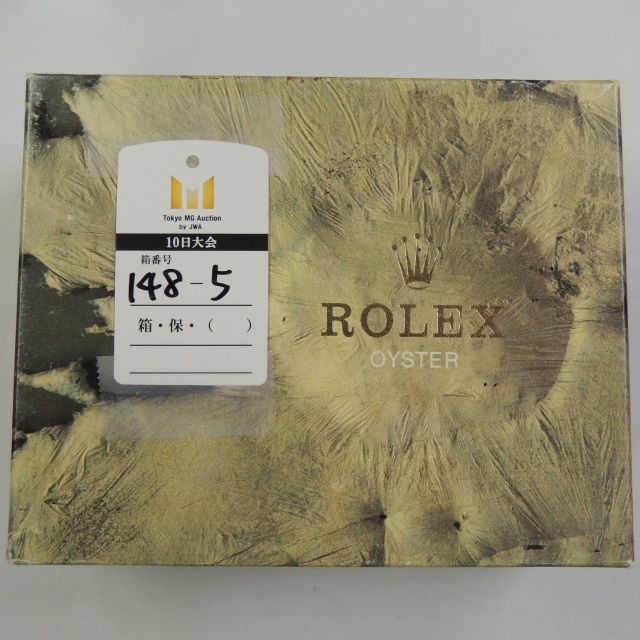 Tokyo MG Auction
by JWA
10日大会
箱番号
148-5
箱・保・（　　）
ROLEX
OYSTER